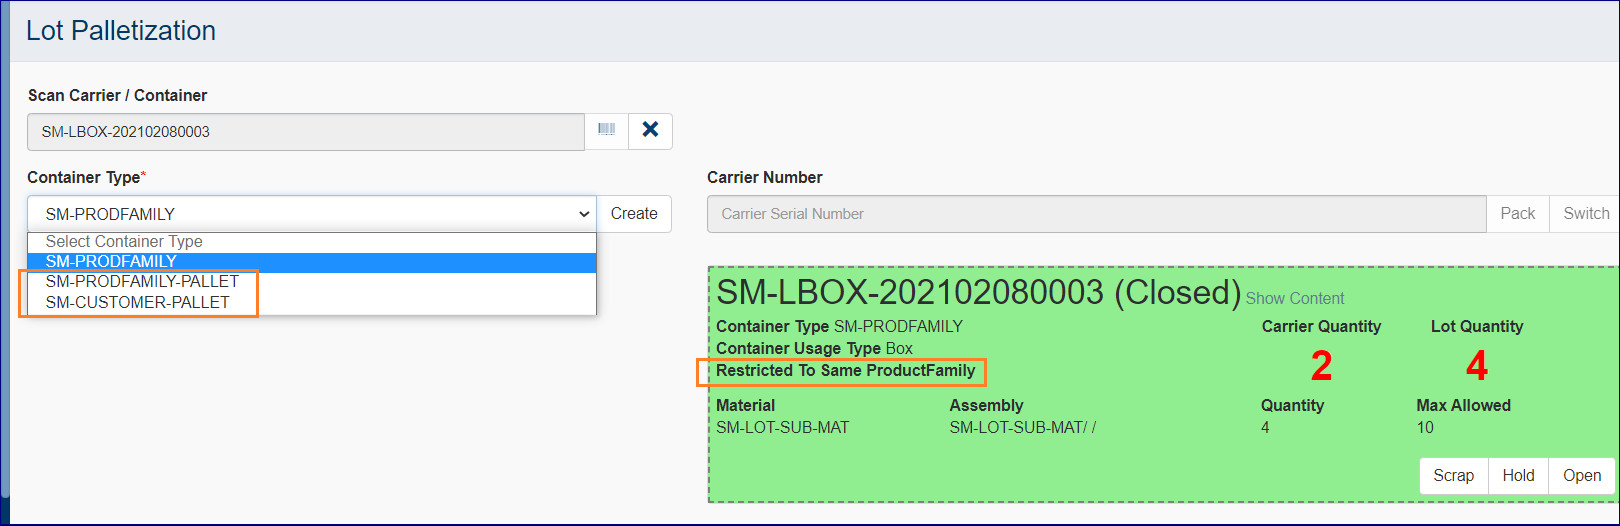 Lot Palletization
Scan Carrier / Container
SM-LBOX-202102080003
Container Type*
SM-PRODFAMILY
Create
Select Container Type
SM-PRODFAMILY
SM-PRODFAMILY-PALLET
SM-CUSTOMER-PALLET
Carrier Number
Carrier Serial Number
Pack
Switch
SM-LBOX-202102080003 (Closed) Show Content
Container Type SM-PRODFAMILY
Container Usage Type Box
Restricted To Same ProductFamily
Carrier Quantity
Lot Quantity
2
4
Material
Assembly
Quantity
Max Allowed
SM-LOT-SUB-MAT
SM-LOT-SUB-MAT/ /
4
10
Scrap
Hold
Open